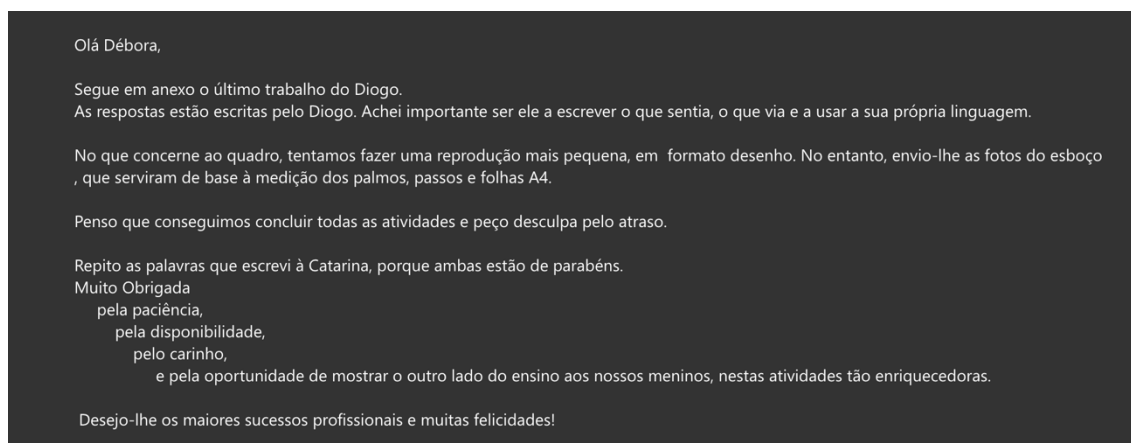 Olá Débora,
Segue em anexo o último trabalho do Diogo.
As respostas estão escritas pelo Diogo. Achei importante ser ele a escrever o que sentia, o que via e a usar a sua própria linguagem.
No que concerne ao quadro, tentamos fazer uma reprodução mais pequena, em  formato desenho. No entanto, envio-lhe as fotos do esboço
, que serviram de base à medição dos palmos, passos e folhas A4.
Penso que conseguimos concluir todas as atividades e peço desculpa pelo atraso.
Repito as palavras que escrevi à Catarina, porque ambas estão de parabéns.
Muito Obrigada
pela paciência,
pela disponibilidade,
pelo carinho,
e pela oportunidade de mostrar o outro lado do ensino aos nossos meninos, nestas atividades tão enriquecedoras.
Desejo-lhe os maiores sucessos profissionais e muitas felicidades!